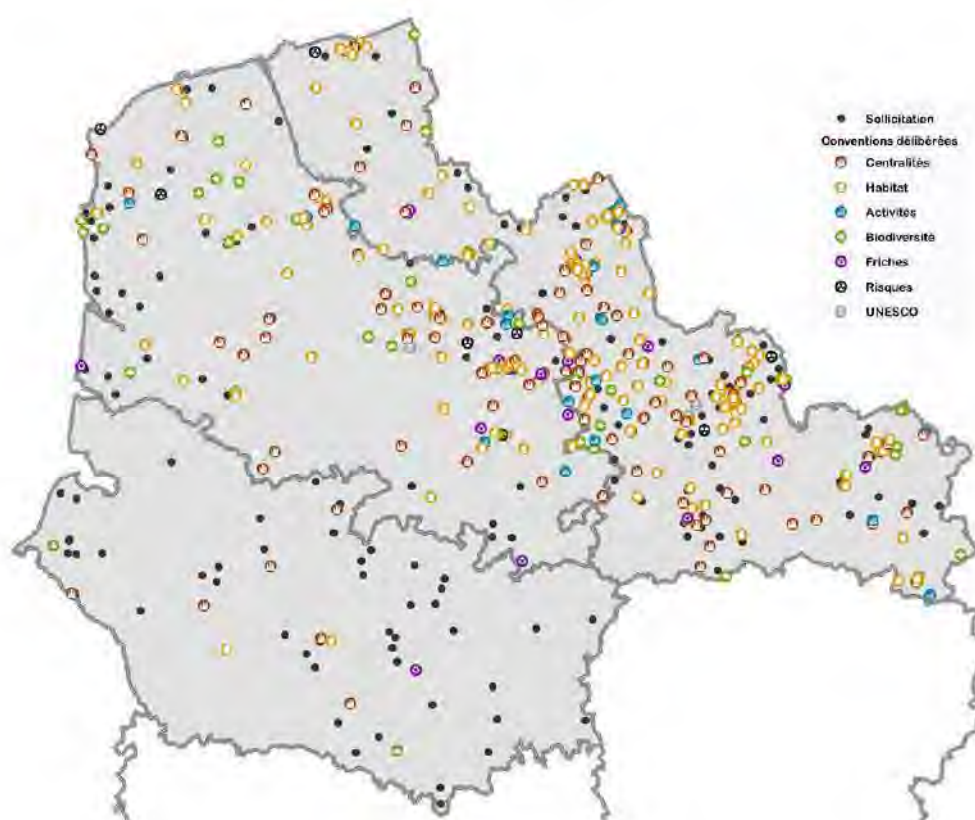 Sollicitation
Conventions délibérées
Centralités
Habitat
Activités
Biodiversité
Friches
Risques
UNESCO